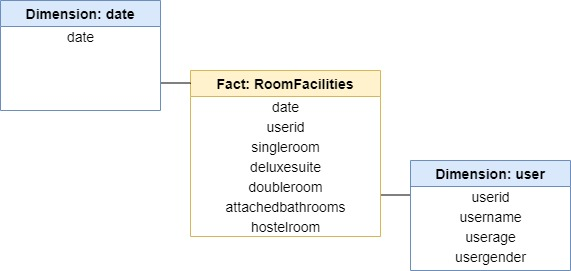 Dimension: date
date
Fact: RoomFacilities
date
userid
singleroom
deluxesuite
doubleroom
attachedbathrooms
hostelroom
Dimension: user
userid
username
userage
usergender